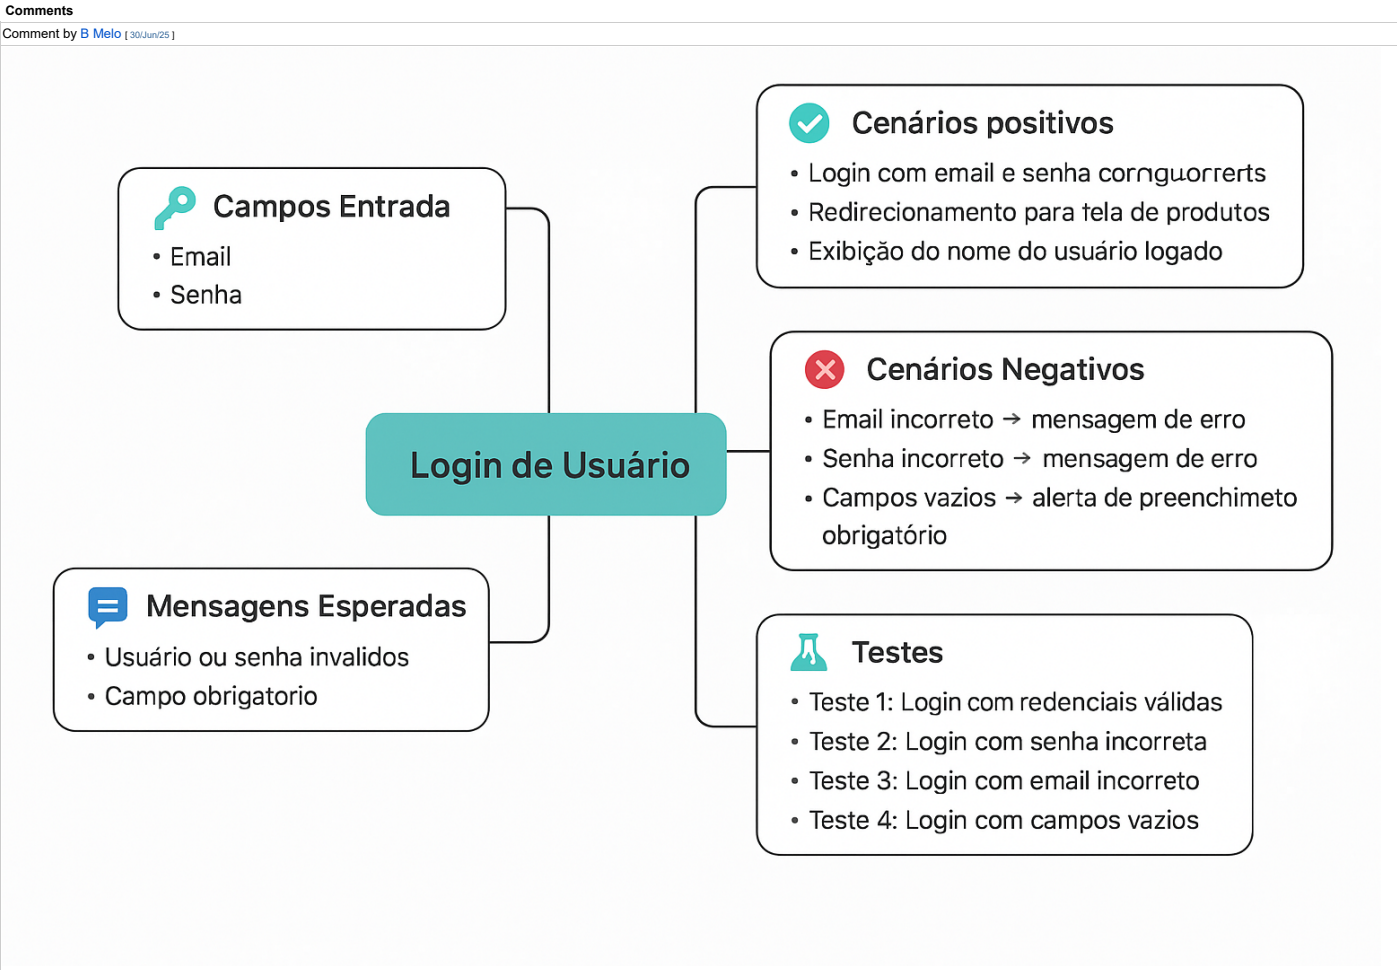 Comments
Comment by B Melo [ 30/Jun/25 ]
Campos Entrada
• Email
• Senha
Login de Usuário
Mensagens Esperadas
• Usuário ou senha invalidos
• Campo obrigatorio
Cenários positivos
• Login com email e senha
• Redirecionamento para tela de produtos
• Exibição do nome do usuário logado
Cenários Negativos
• Email incorreto → mensagem de erro
• Senha incorreto → mensagem de erro
• Campos vazios → alerta de preenchimeto
obrigatório
Testes
• Teste 1: Login com redenciais válidas
• Teste 2: Login com senha incorreta
• Teste 3: Login com email incorreto
• Teste 4: Login com campos vazios